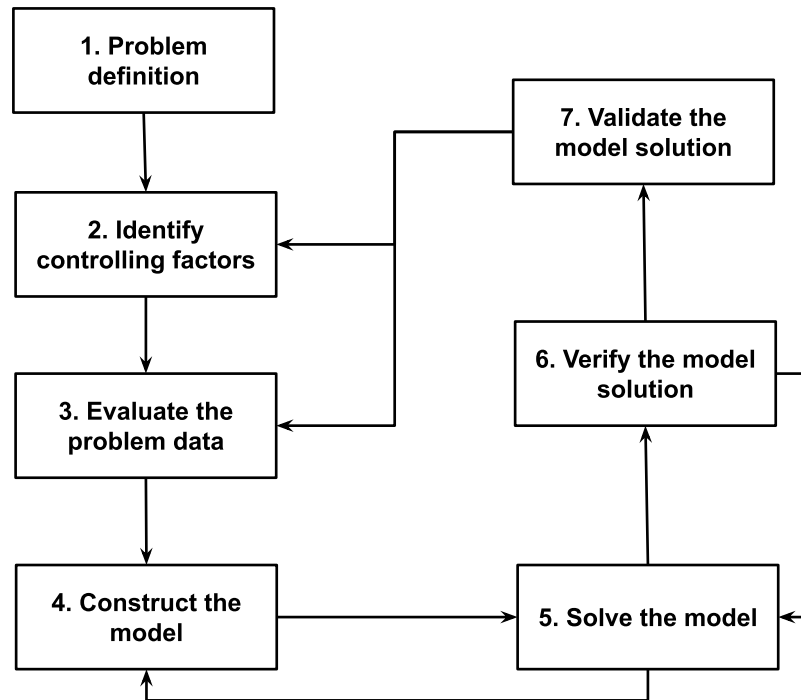 1. Problem
definition
2. Identify
controlling factors
3. Evaluate the
problem data
4. Construct the
model
5. Solve the model
6. Verify the model
solution
7. Validate the
model solution